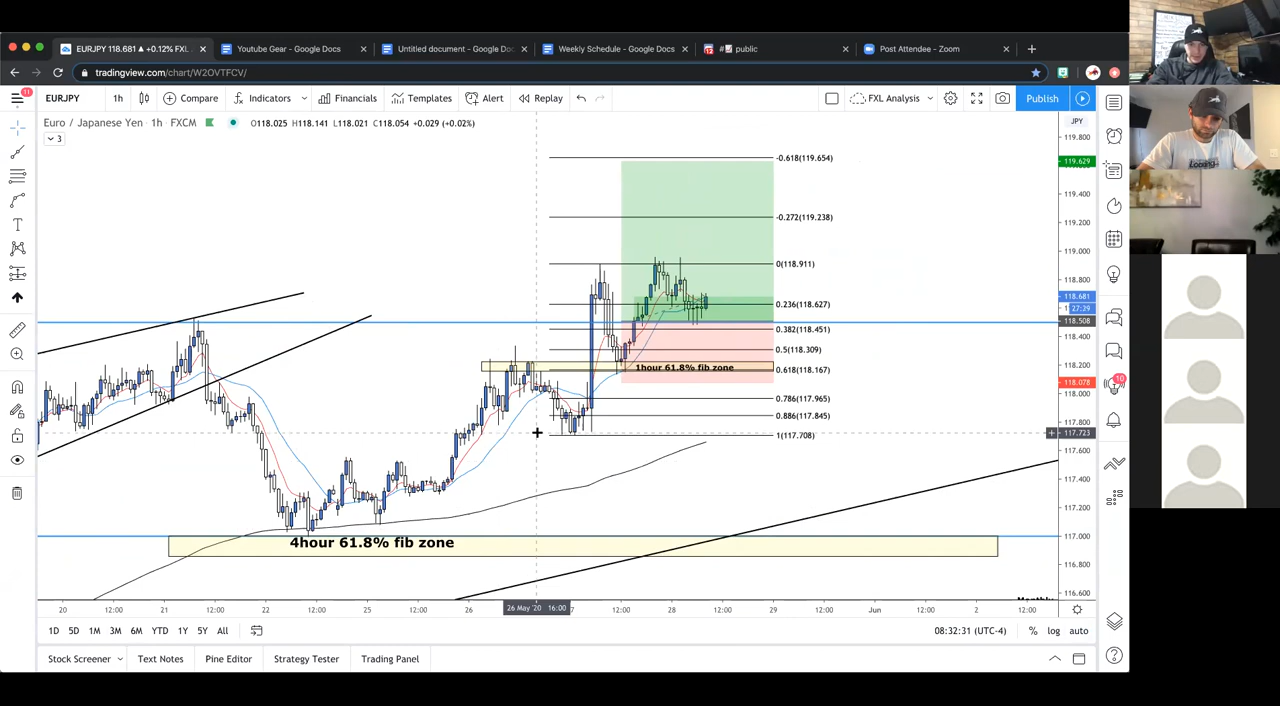 EURJPY 118.681 ▲ +0.12% FXL
Youtube Series - Google Docs
Weekly Schedule - Google Docs
Post Attendee - Zoom
tradingview.com/chart/W2OVTFCV/
11
EURJPY 1h Compare Indicators Financials Templates Alert Replay FXL Analysis Publish
Euro / Japanese Yen · 1h · FXCM O118.025 H118.141 L118.021 C118.054 +0.029 (+0.02%)
3
JPY
119.800
-0.618(119.654)
119.629
119.400
-0.272(119.238)
119.200
119.000
0(118.911)
118.800
118.681
0.236(118.627)
27:29
118.508
0.382(118.451)
118.400
0.5(118.309)
118.200
1hour 61.8% fib zone
0.618(118.167)
118.078
10
118.000
0.786(117.965)
0.886(117.845)
117.800
117.723
1(117.708)
117.600
117.400
117.200
117.000
4hour 61.8% fib zone
116.800
116.600
20 12:00 21 12:00 22 12:00 25 12:00 26 26 May '20 16:00 7 12:00 28 12:00 29 12:00 Jun 12:00 2 12:00
1D 5D 1M 3M 6M YTD 1Y 5Y All 08:32:31 (UTC-4) % log auto
Stock Screener Text Notes Pine Editor Strategy Tester Trading Panel